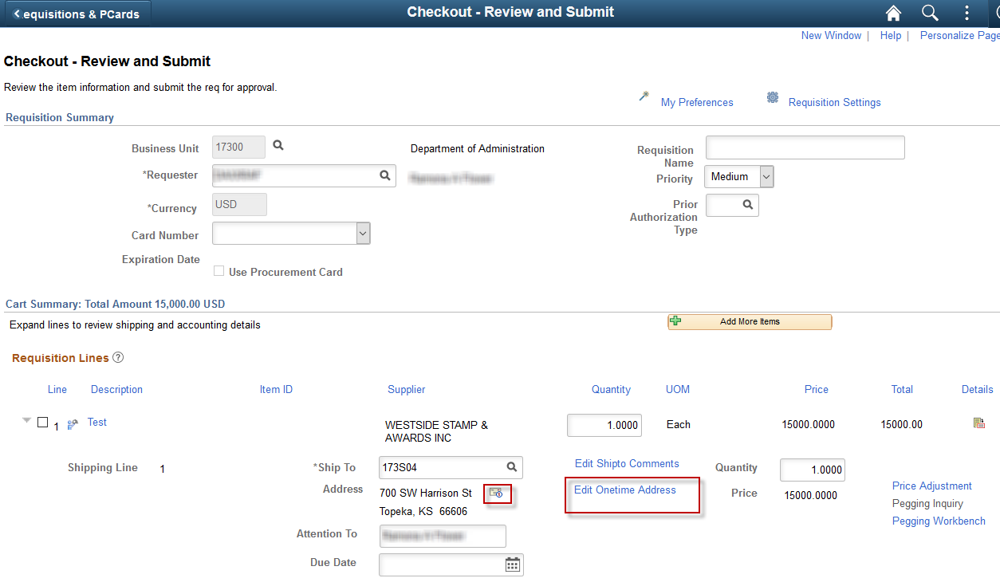 equisitions & PCards
Checkout - Review and Submit
New Window | Help | Personalize Page
Checkout - Review and Submit
Review the item information and submit the req for approval.
My Preferences
Requisition Settings
Requisition Summary
Business Unit 17300 Department of Administration
Requisition Name
*Requester
Priority Medium
*Currency USD
Prior Authorization Type
Card Number
Expiration Date
Use Procurement Card
Cart Summary: Total Amount 15,000.00 USD
Expand lines to review shipping and accounting details
Add More Items
Requisition Lines ?
Line Description Item ID Supplier Quantity UOM Price Total Details
1 Test WESTSIDE STAMP & AWARDS INC 1.0000 Each 15000.0000 15000.00
Shipping Line 1 *Ship To 173S04 Edit Shipto Comments Quantity 1.0000
Address 700 SW Harrison St Edit Onetime Address Price 15000.0000 Price Adjustment
Topeka, KS 66606 Pegging Inquiry
Pegging Workbench
Attention To
Due Date